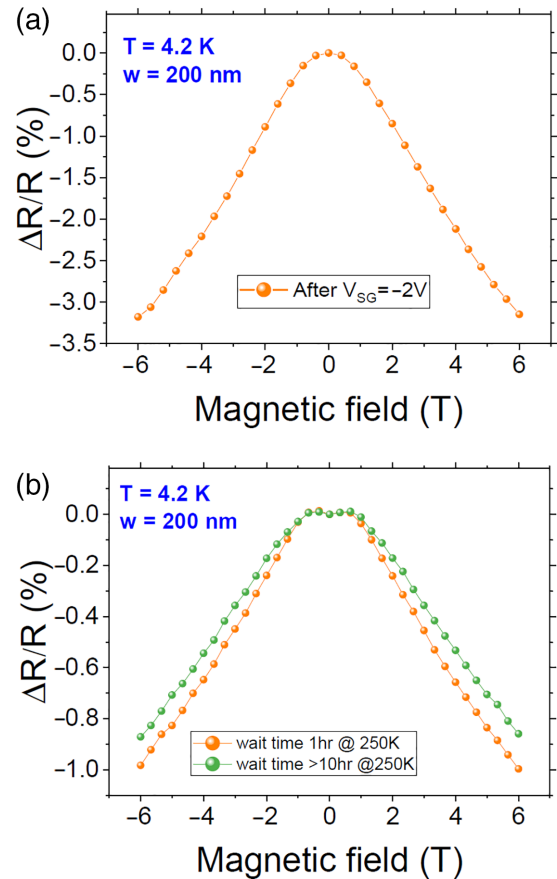 (a)
T = 4.2 K
w = 200 nm
ΔR/R (%)
0.0
−0.5
−1.0
−1.5
−2.0
−2.5
−3.0
−3.5
After V_SG=−2V
−6 −4 −2 0 2 4 6
Magnetic field (T)
(b)
T = 4.2 K
w = 200 nm
ΔR/R (%)
0.0
−0.2
−0.4
−0.6
−0.8
−1.0
wait time 1hr @ 250K
wait time >10hr @250K
−6 −4 −2 0 2 4 6
Magnetic field (T)